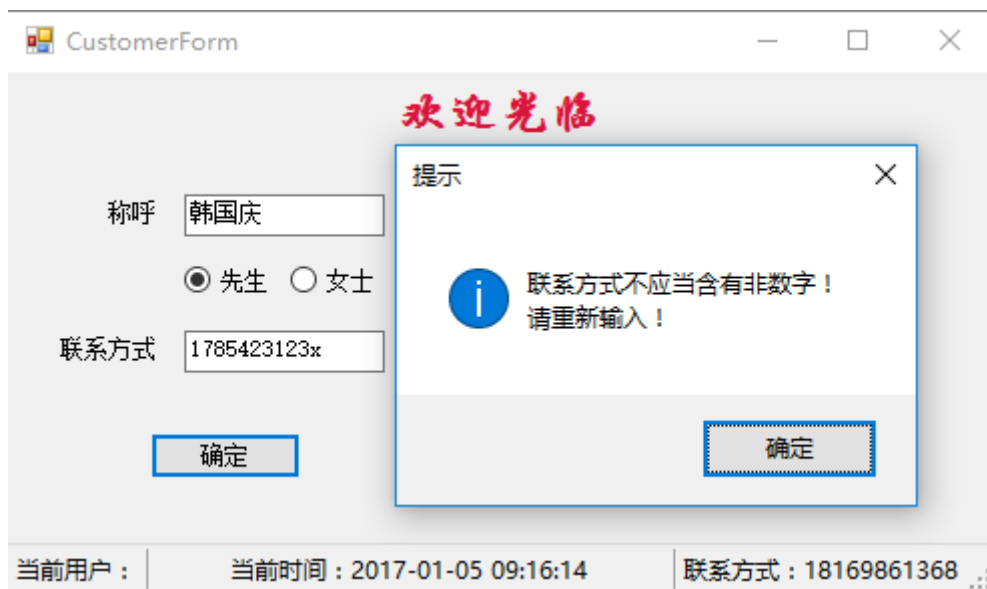 CustomerForm
欢迎光临
提示
称呼 韩国庆
先生 女士
联系方式不应当含有非数字！
请重新输入！
联系方式 1785423123x
确定
确定
当前用户： 当前时间：2017-01-05 09:16:14 联系方式：18169861368